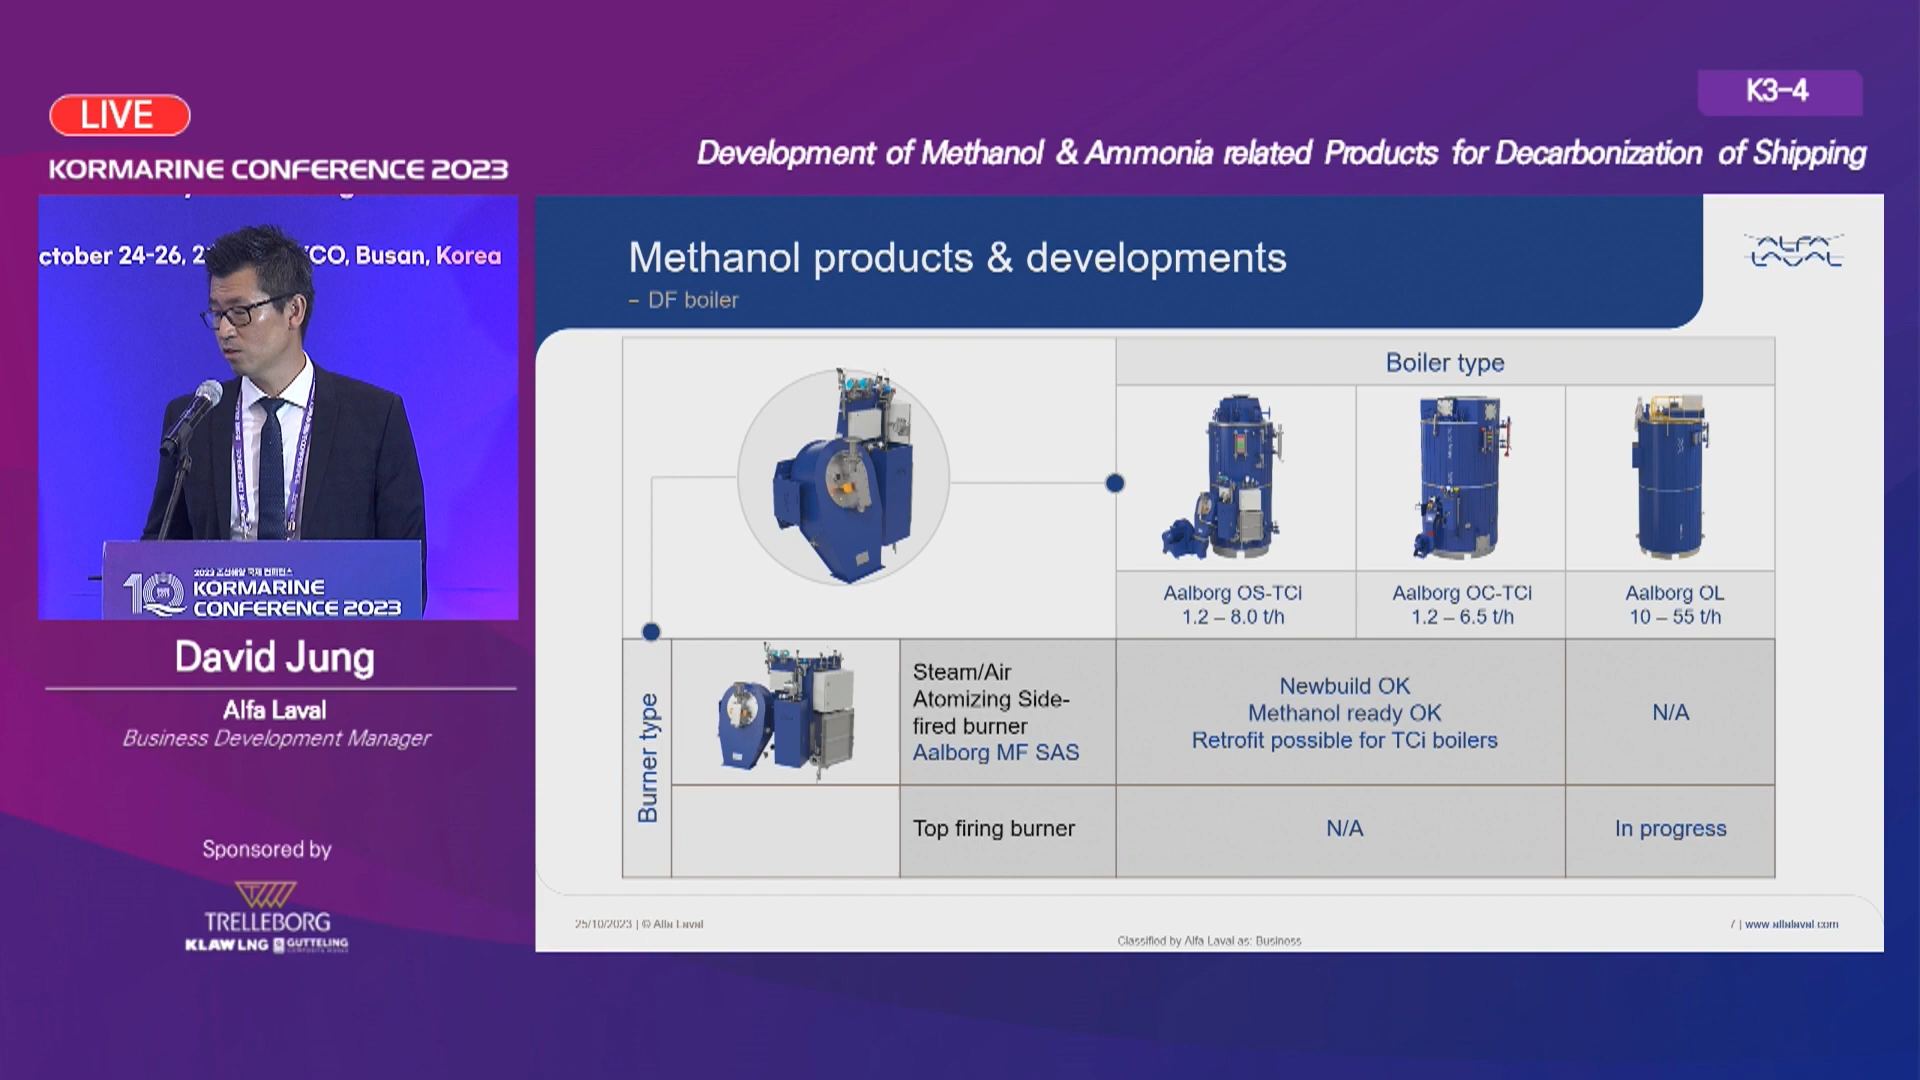 LIVE
KORMARINE CONFERENCE 2023
K3-4
Development of Methanol & Ammonia related Products for Decarbonization of Shipping
ctober 24-26, 2
CO, Busan, Korea
10
2023 조선해양 국제 컨퍼런스
KORMARINE
CONFERENCE 2023
David Jung
Alfa Laval
Business Development Manager
Sponsored by
TRELLEBORG
KLAW LNG GUTTELING
Methanol products & developments
– DF boiler
ALFA
LAVAL
Boiler type
Aalborg OS-TCi
1.2 – 8.0 t/h
Aalborg OC-TCi
1.2 – 6.5 t/h
Aalborg OL
10 – 55 t/h
Burner type
Steam/Air
Atomizing Side-
fired burner
Aalborg MF SAS
Newbuild OK
Methanol ready OK
Retrofit possible for TCi boilers
N/A
Top firing burner
N/A
In progress
25/10/2023 | © Alfa Laval
Classified by Alfa Laval as: Business
7 | www.alfalaval.com